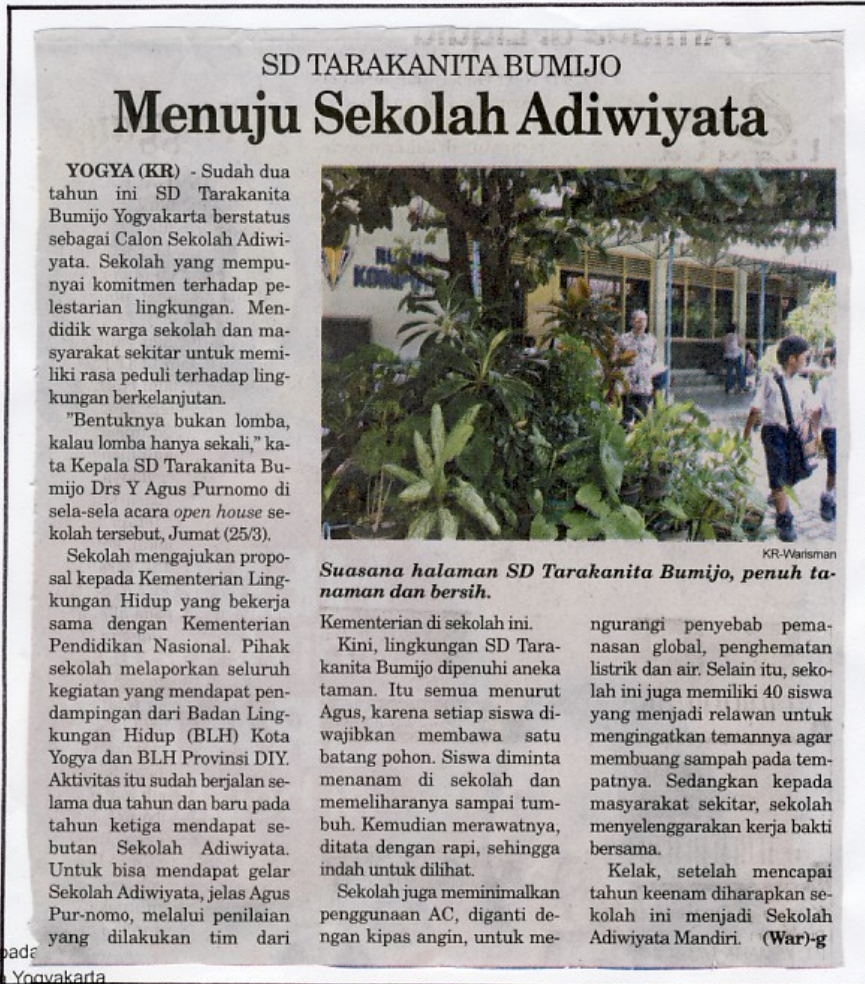 SD TARAKANITA BUMIJO
Menuju Sekolah Adiwiyata
YOGYA (KR) - Sudah dua
tahun ini SD Tarakanita
Bumijo Yogyakarta berstatus
sebagai Calon Sekolah Adiwi-
yata. Sekolah yang mempu-
nyai komitmen terhadap pe-
lestarian lingkungan. Men-
didik warga sekolah dan ma-
syarakat sekitar untuk memi-
liki rasa peduli terhadap ling-
kungan berkelanjutan.
"Bentuknya bukan lomba,
kalau lomba hanya sekali," ka-
ta Kepala SD Tarakanita Bu-
mijo Drs Y Agus Purnomo di
sela-sela acara open house se-
kolah tersebut, Jumat (25/3).
Sekolah mengajukan propo-
sal kepada Kementerian Ling-
kungan Hidup yang bekerja
sama dengan Kementerian
Pendidikan Nasional. Pihak
sekolah melaporkan seluruh
kegiatan yang mendapat pen-
dampingan dari Badan Ling-
kungan Hidup (BLH) Kota
Yogya dan BLH Provinsi DIY.
Aktivitas itu sudah berjalan se-
lama dua tahun dan baru pada
tahun ketiga mendapat se-
butan Sekolah Adiwiyata.
Untuk bisa mendapat gelar
Sekolah Adiwiyata, jelas Agus
Pur-nomo, melalui penilaian
yang dilakukan tim dari
KR-Warisman
Suasana halaman SD Tarakanita Bumijo, penuh ta-
naman dan bersih.
Kementerian di sekolah ini.
Kini, lingkungan SD Tara-
kanita Bumijo dipenuhi aneka
taman. Itu semua menurut
Agus, karena setiap siswa di-
wajibkan membawa satu
batang pohon. Siswa diminta
menanam di sekolah dan
memeliharanya sampai tum-
buh. Kemudian merawatnya,
ditata dengan rapi, sehingga
indah untuk dilihat.
Sekolah juga meminimalkan
penggunaan AC, diganti de-
ngan kipas angin, untuk me-
ngurangi penyebab pema-
nasan global, penghematan
listrik dan air. Selain itu, seko-
lah ini juga memiliki 40 siswa
yang menjadi relawan untuk
mengingatkan temannya agar
membuang sampah pada tem-
patnya. Sedangkan kepada
masyarakat sekitar, sekolah
menyelenggarakan kerja bakti
bersama.
Kelak, setelah mencapai
tahun keenam diharapkan se-
kolah ini menjadi Sekolah
Adiwiyata Mandiri. (War)-g
Yogyakarta